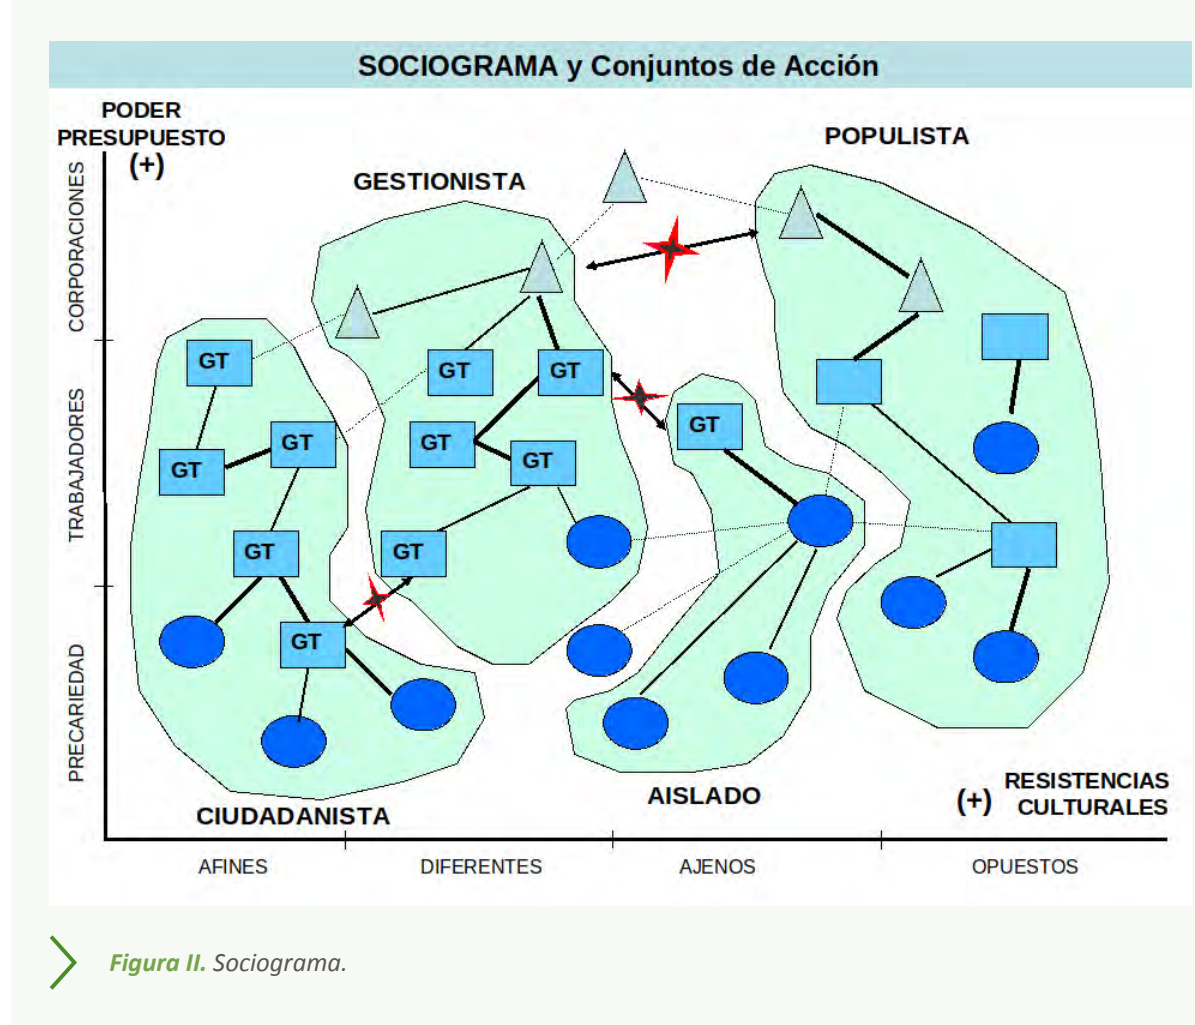 SOCIOGRAMA y Conjuntos de Acción
PODER
PRESUPUESTO
(+)
POPULISTA
GESTIONISTA
CORPORACIONES
GT
GT
GT
GT
GT
GT
GT
GT
GT
GT
GT
TRABAJADORES
PRECARIEDAD
CIUDADANISTA
AISLADO
(+)
RESISTENCIAS
CULTURALES
AFINES
DIFERENTES
AJENOS
OPUESTOS
Figura II. Sociograma.